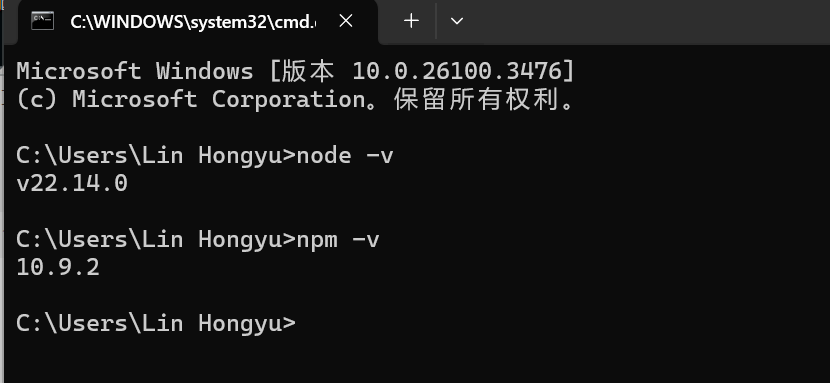 C:\WINDOWS\system32\cmd.
Microsoft Windows [版本 10.0.26100.3476]
(c) Microsoft Corporation。保留所有权利。
C:\Users\Lin Hongyu>node -v
v22.14.0
C:\Users\Lin Hongyu>npm -v
10.9.2
C:\Users\Lin Hongyu>